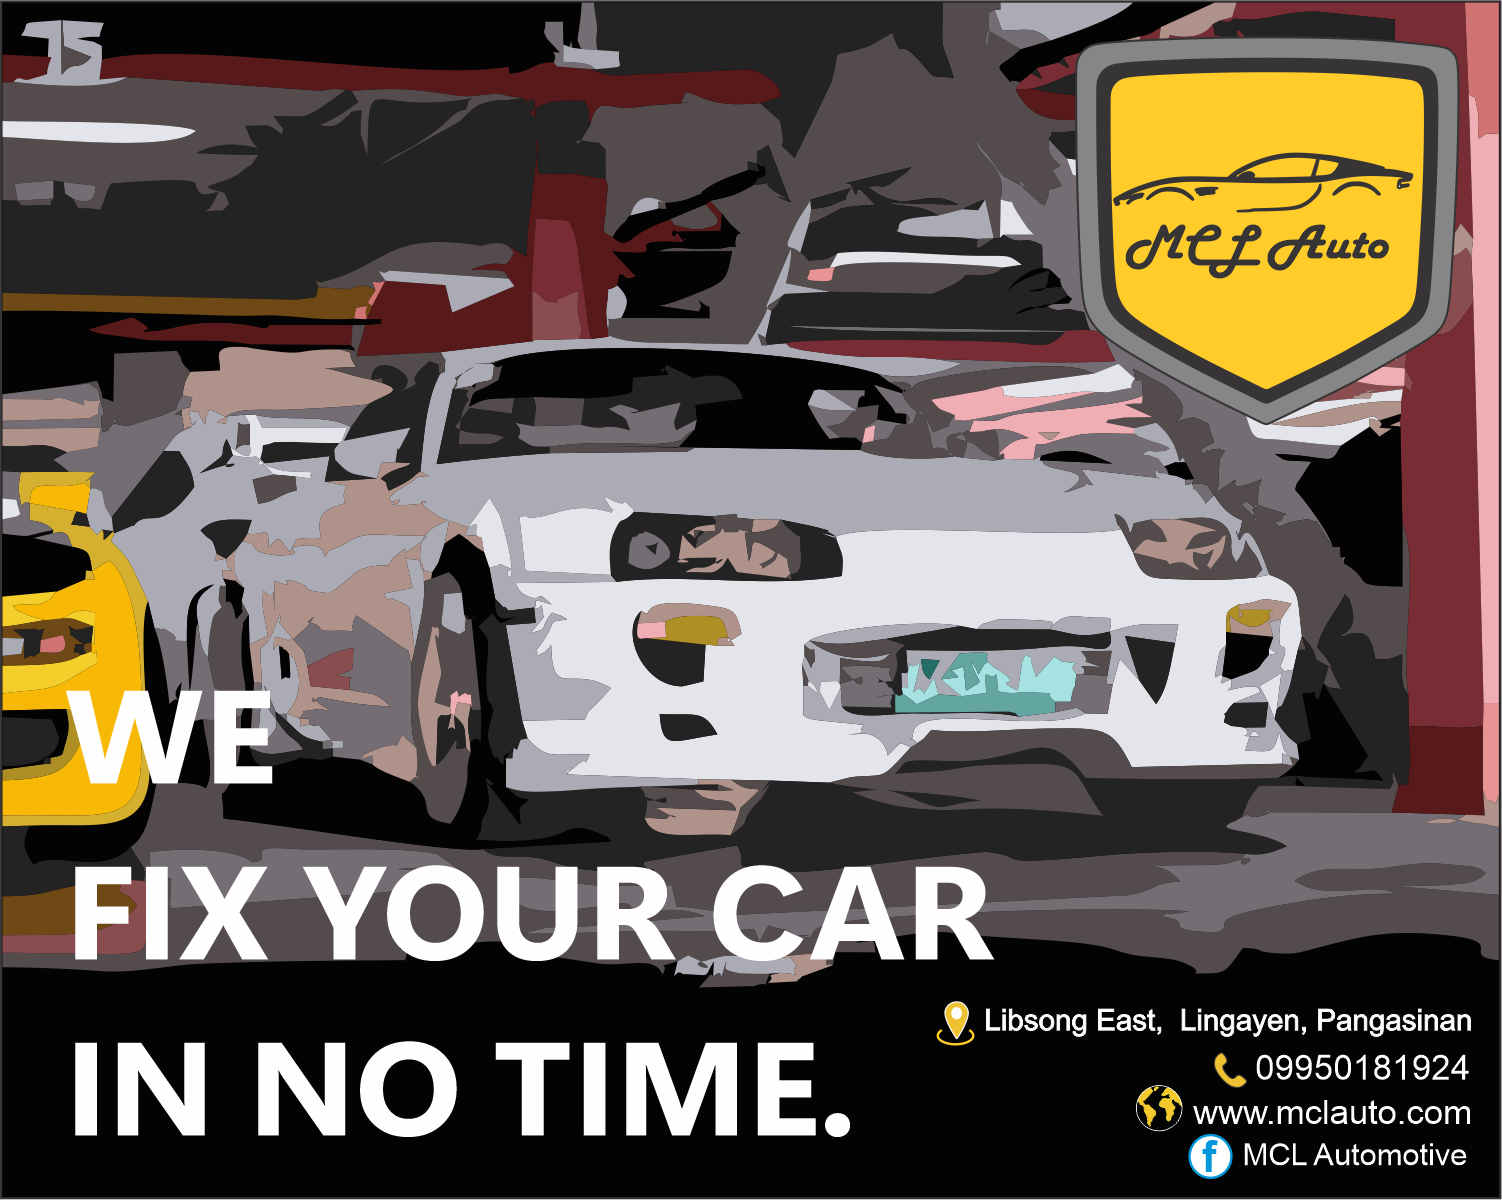 MCL Auto
WE
FIX YOUR CAR
IN NO TIME.
Libsong East, Lingayen, Pangasinan
09950181924
www.mclauto.com
f MCL Automotive